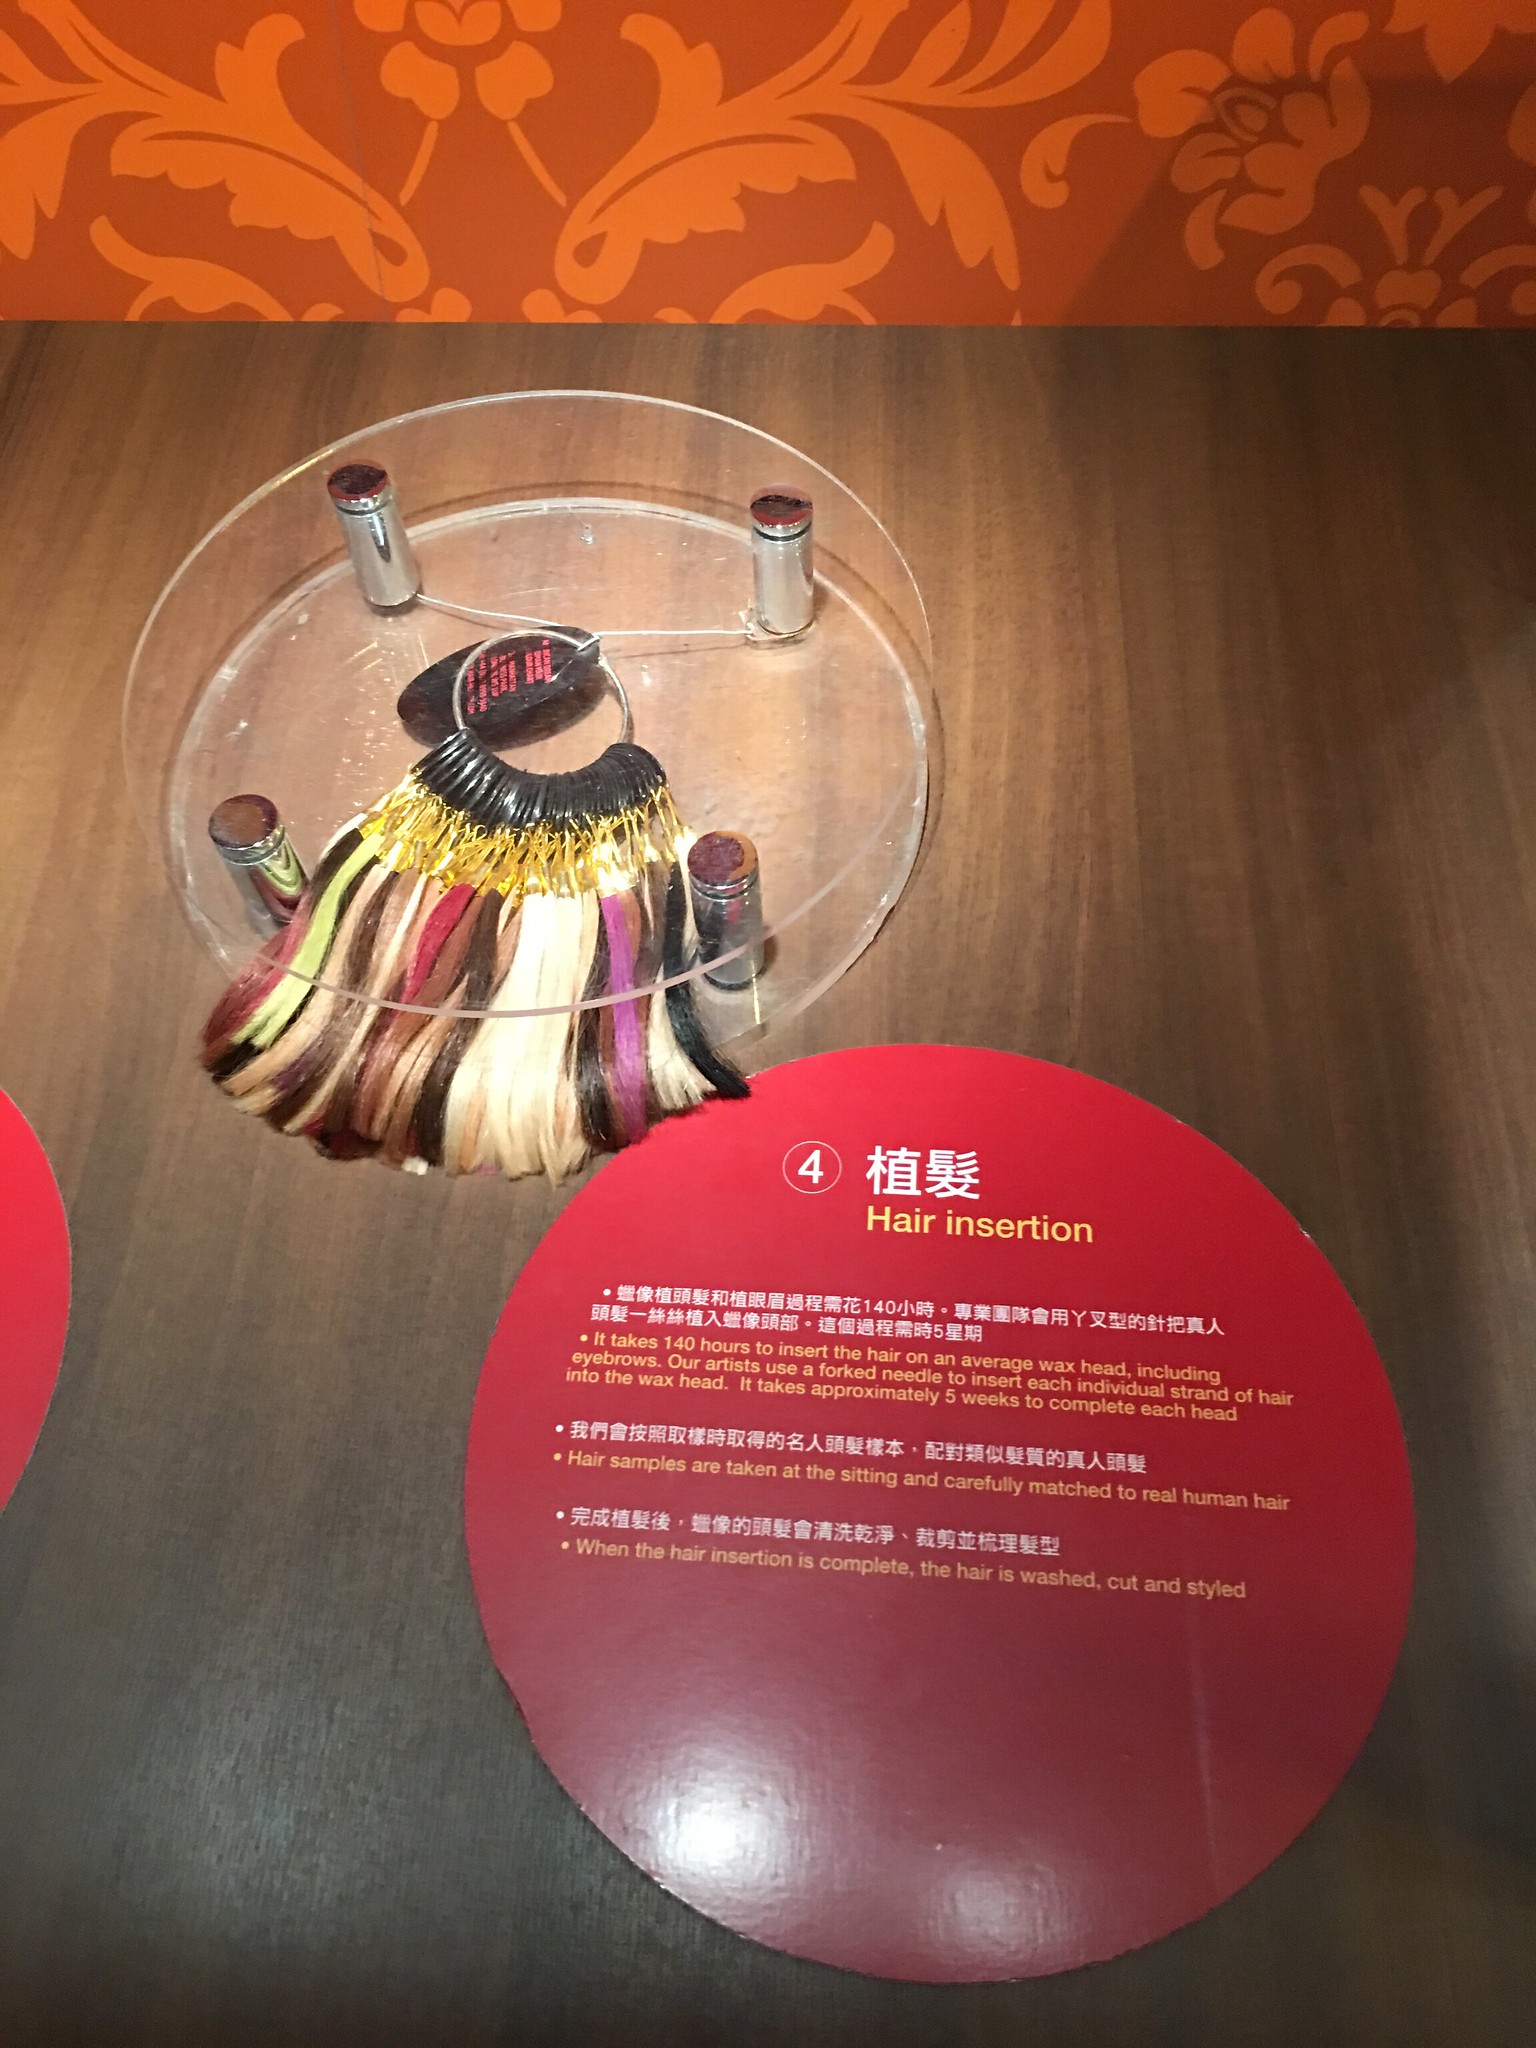 ④ 植髮
Hair insertion
• 蠟像植頭髮和植眼眉過程需花140小時。專業團隊會用丫叉型的針把真人
頭髮一絲絲植入蠟像頭部。這個過程需時5星期
• It takes 140 hours to insert the hair on an average wax head, including
eyebrows. Our artists use a forked needle to insert each individual strand of hair
into the wax head. It takes approximately 5 weeks to complete each head
• 我們會按照取樣時取得的名人頭髮樣本，配對類似髮質的真人頭髮
• Hair samples are taken at the sitting and carefully matched to real human hair
• 完成植髮後，蠟像的頭髮會清洗乾淨、裁剪並梳理髮型
• When the hair insertion is complete, the hair is washed, cut and styled